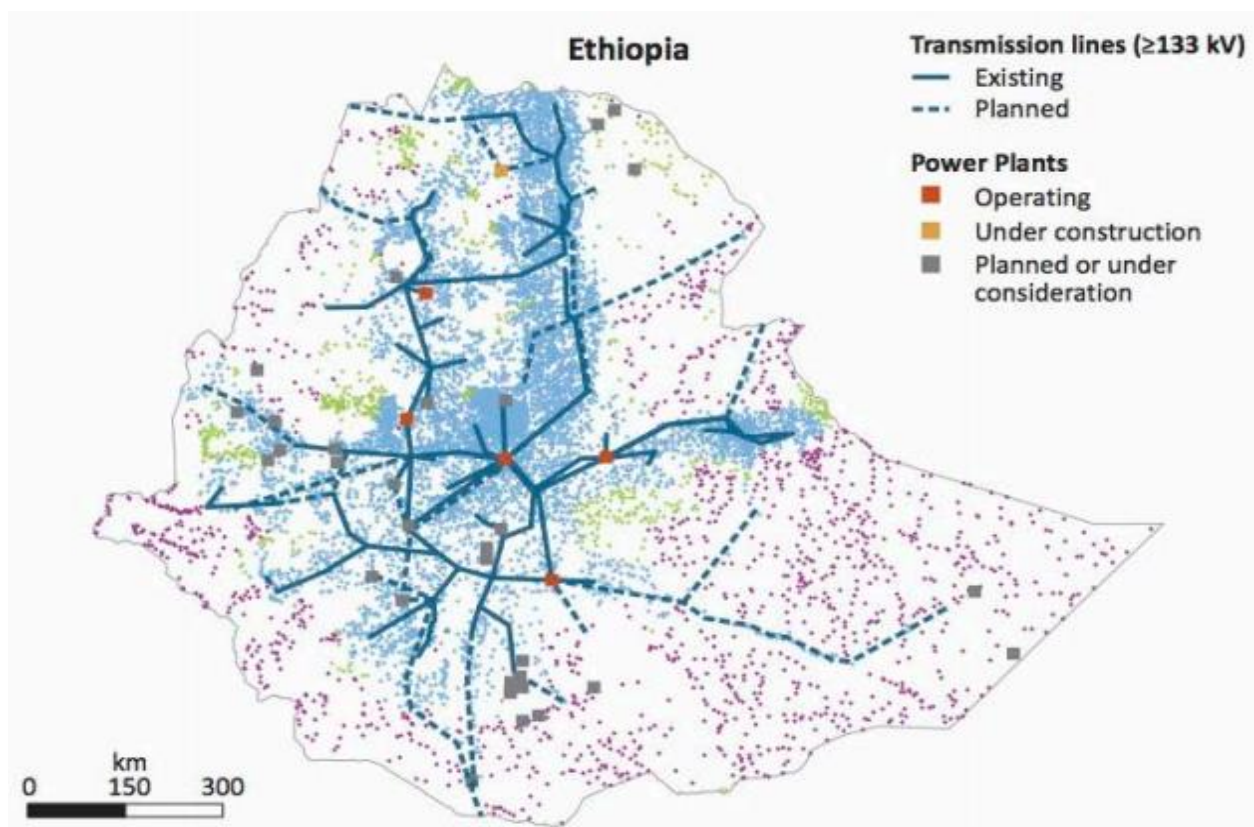 Ethiopia
Transmission lines (≥133 kV)
Existing
Planned
Power Plants
Operating
Under construction
Planned or under
consideration
km
0 150 300